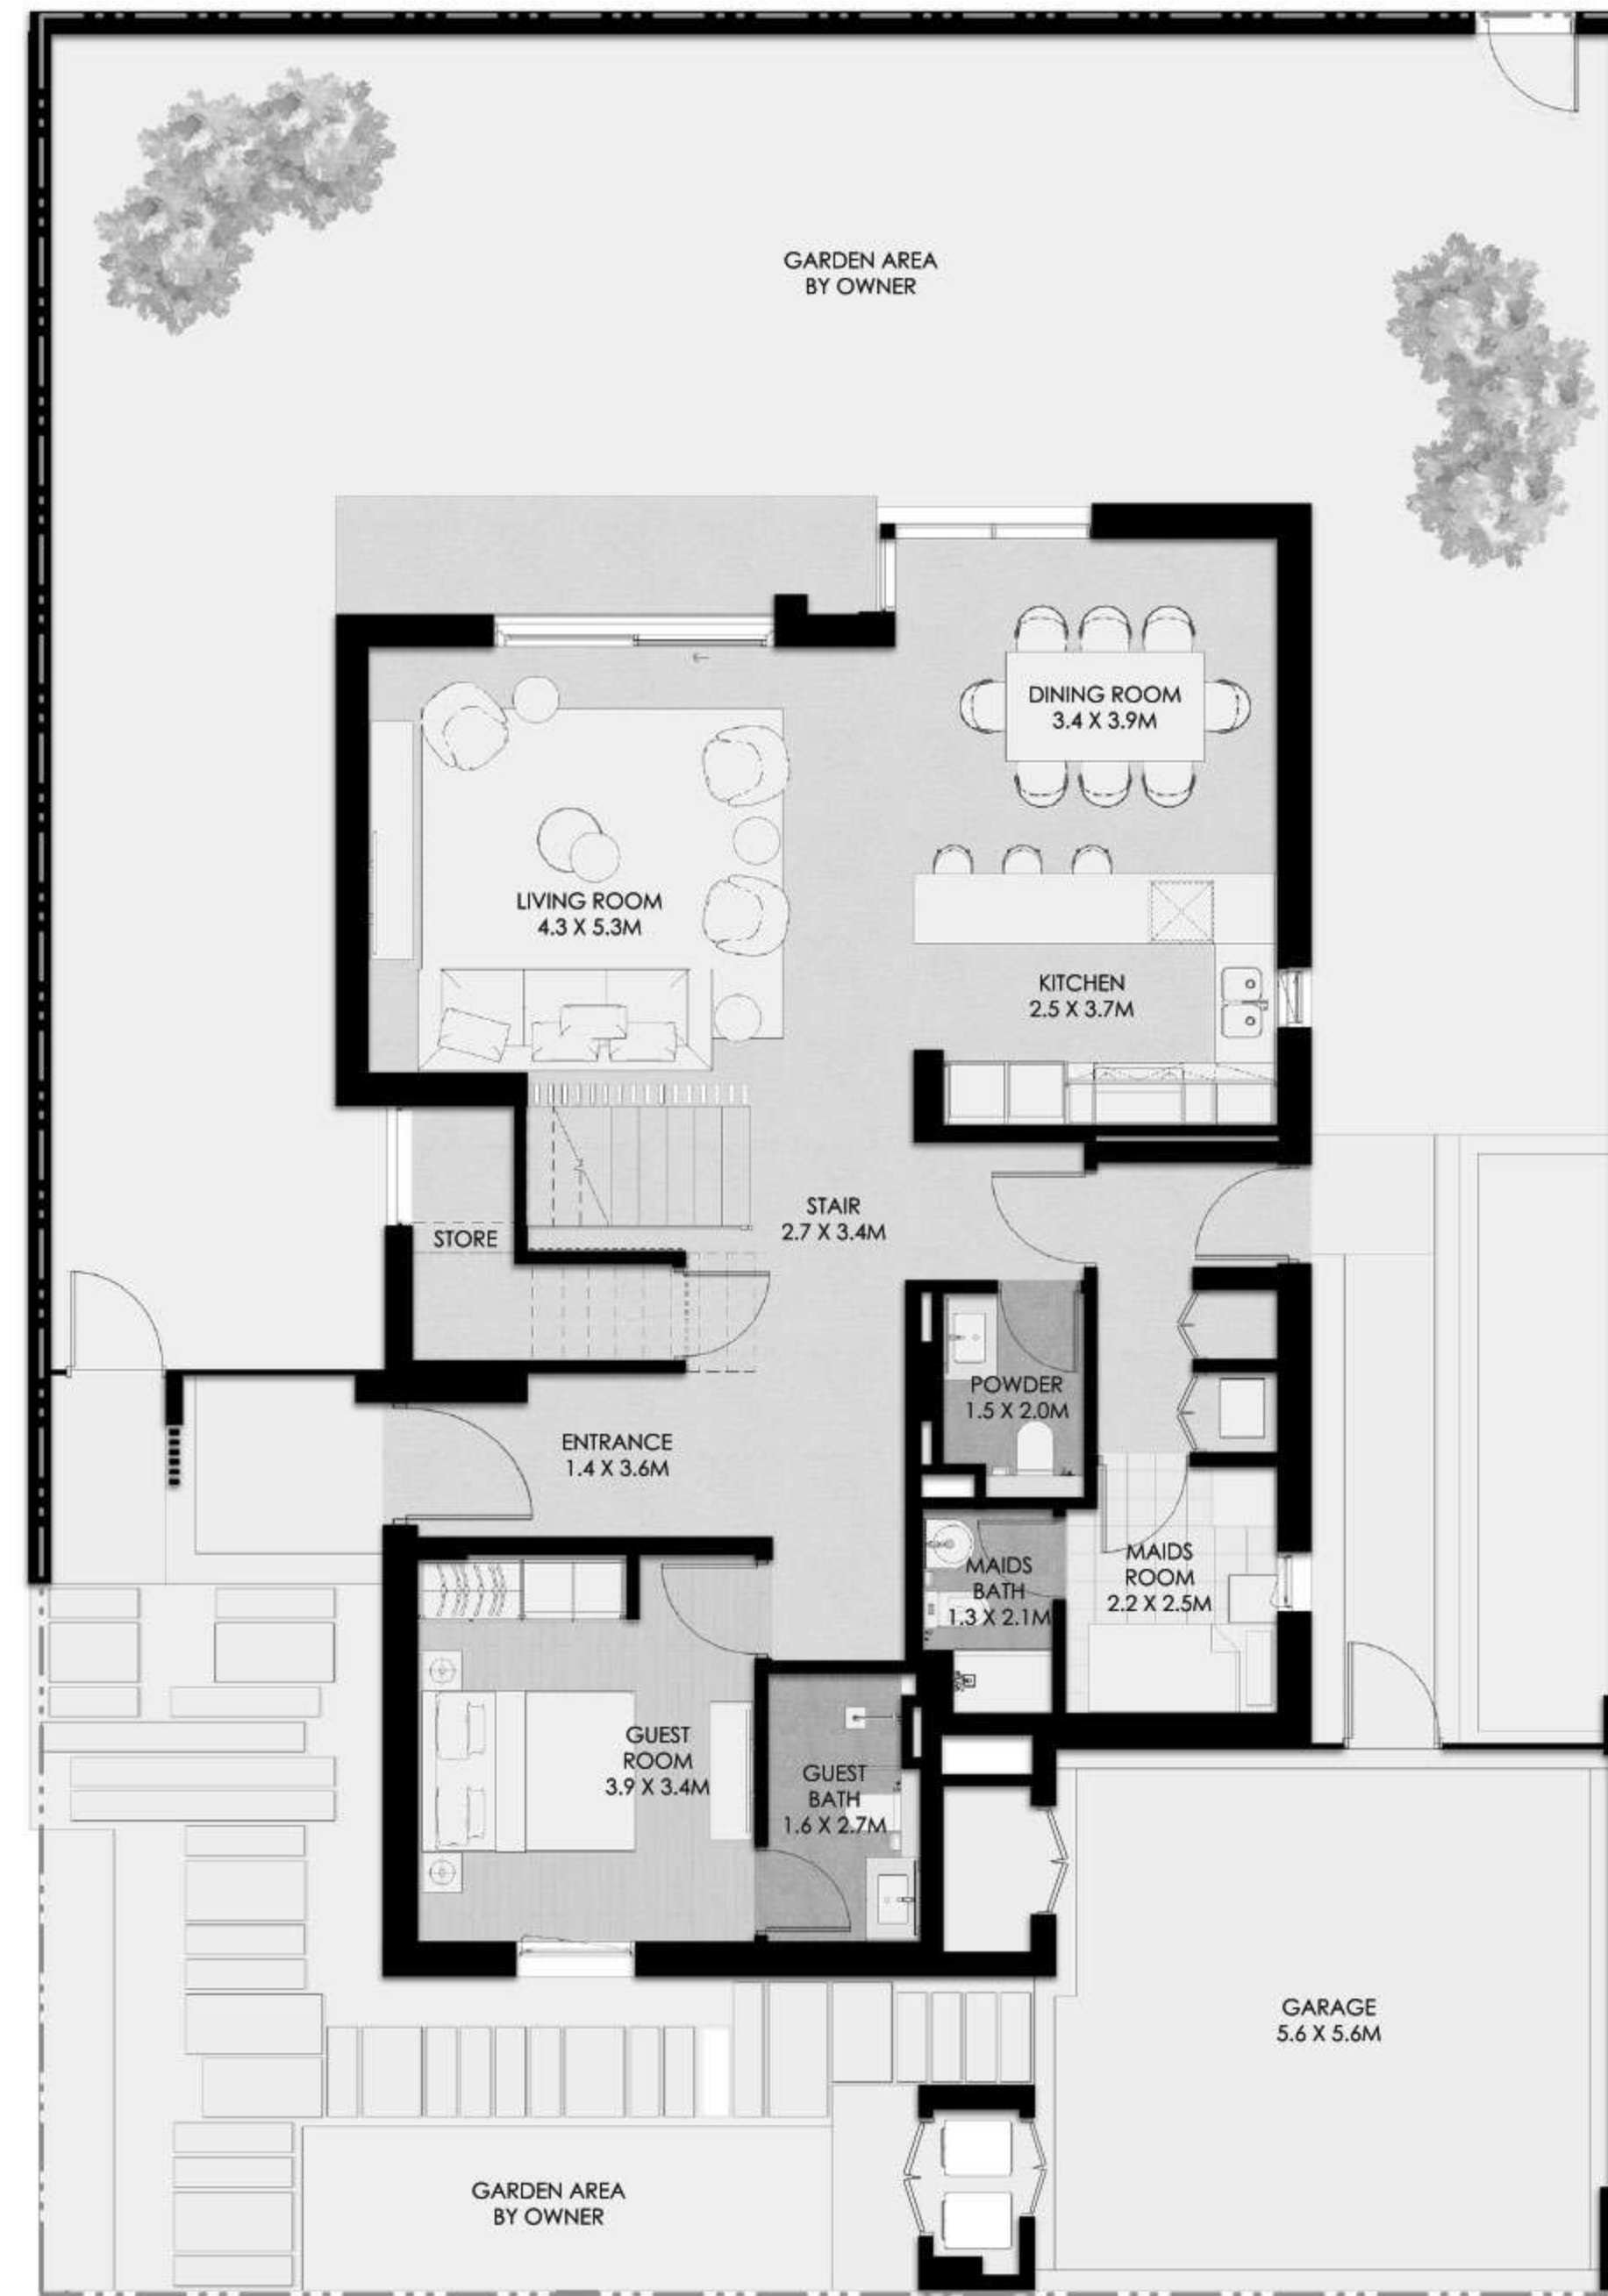 GARDEN AREA
BY OWNER
DINING ROOM
3.4 X 3.9M
LIVING ROOM
4.3 X 5.3M
KITCHEN
2.5 X 3.7M
STAIR
2.7 X 3.4M
STORE
POWDER
1.5 X 2.0M
ENTRANCE
1.4 X 3.6M
MAIDS
BATH
1.3 X 2.1M
MAIDS
ROOM
2.2 X 2.5M
GUEST
ROOM
3.9 X 3.4M
GUEST
BATH
1.6 X 2.7M
GARAGE
5.6 X 5.6M
GARDEN AREA
BY OWNER